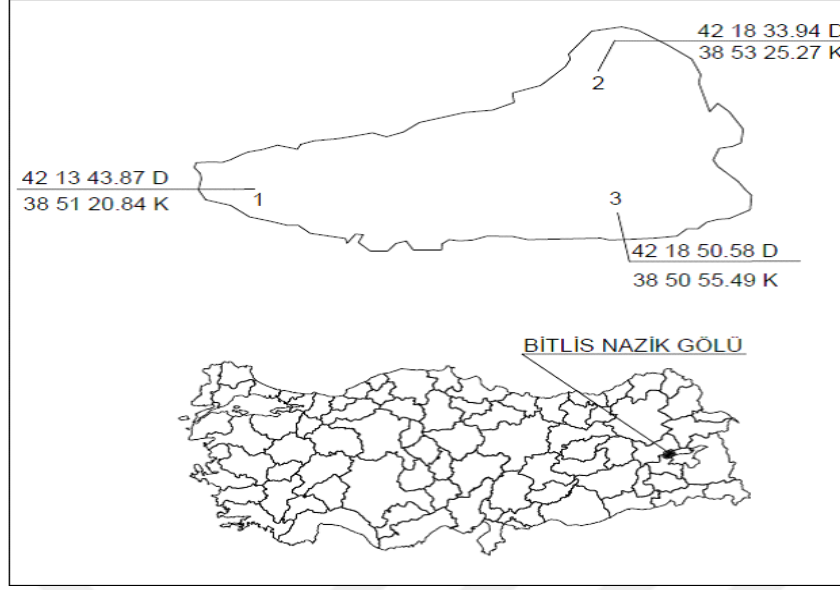 42 18 33.94 D
38 53 25.27 K
2
42 13 43.87 D
38 51 20.84 K
1
3
42 18 50.58 D
38 50 55.49 K
BİTLİS NAZİK GÖLÜ